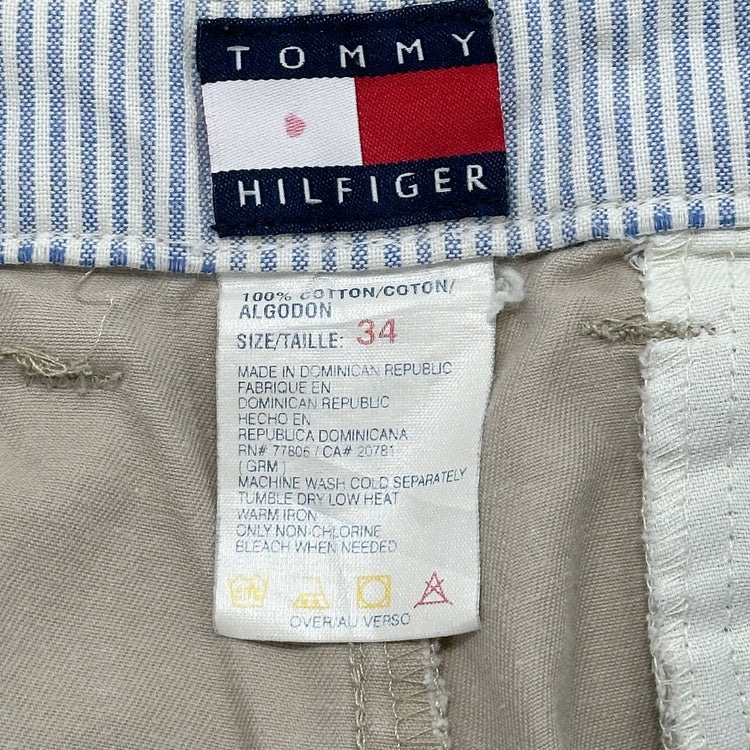 TOMMY
HILFIGER
100% COTTON/COTON/
ALGODON
SIZE/TAILLE: 34
MADE IN DOMINICAN REPUBLIC
FABRIQUE EN
DOMINICAN REPUBLIC
HECHO EN
REPUBLICA DOMINICANA
RN# 77806 / CA# 20781
(GRM)
MACHINE WASH COLD SEPARATELY
TUMBLE DRY LOW HEAT
WARM IRON
ONLY NON-CHLORINE
BLEACH WHEN NEEDED
OVER/AU VERSO